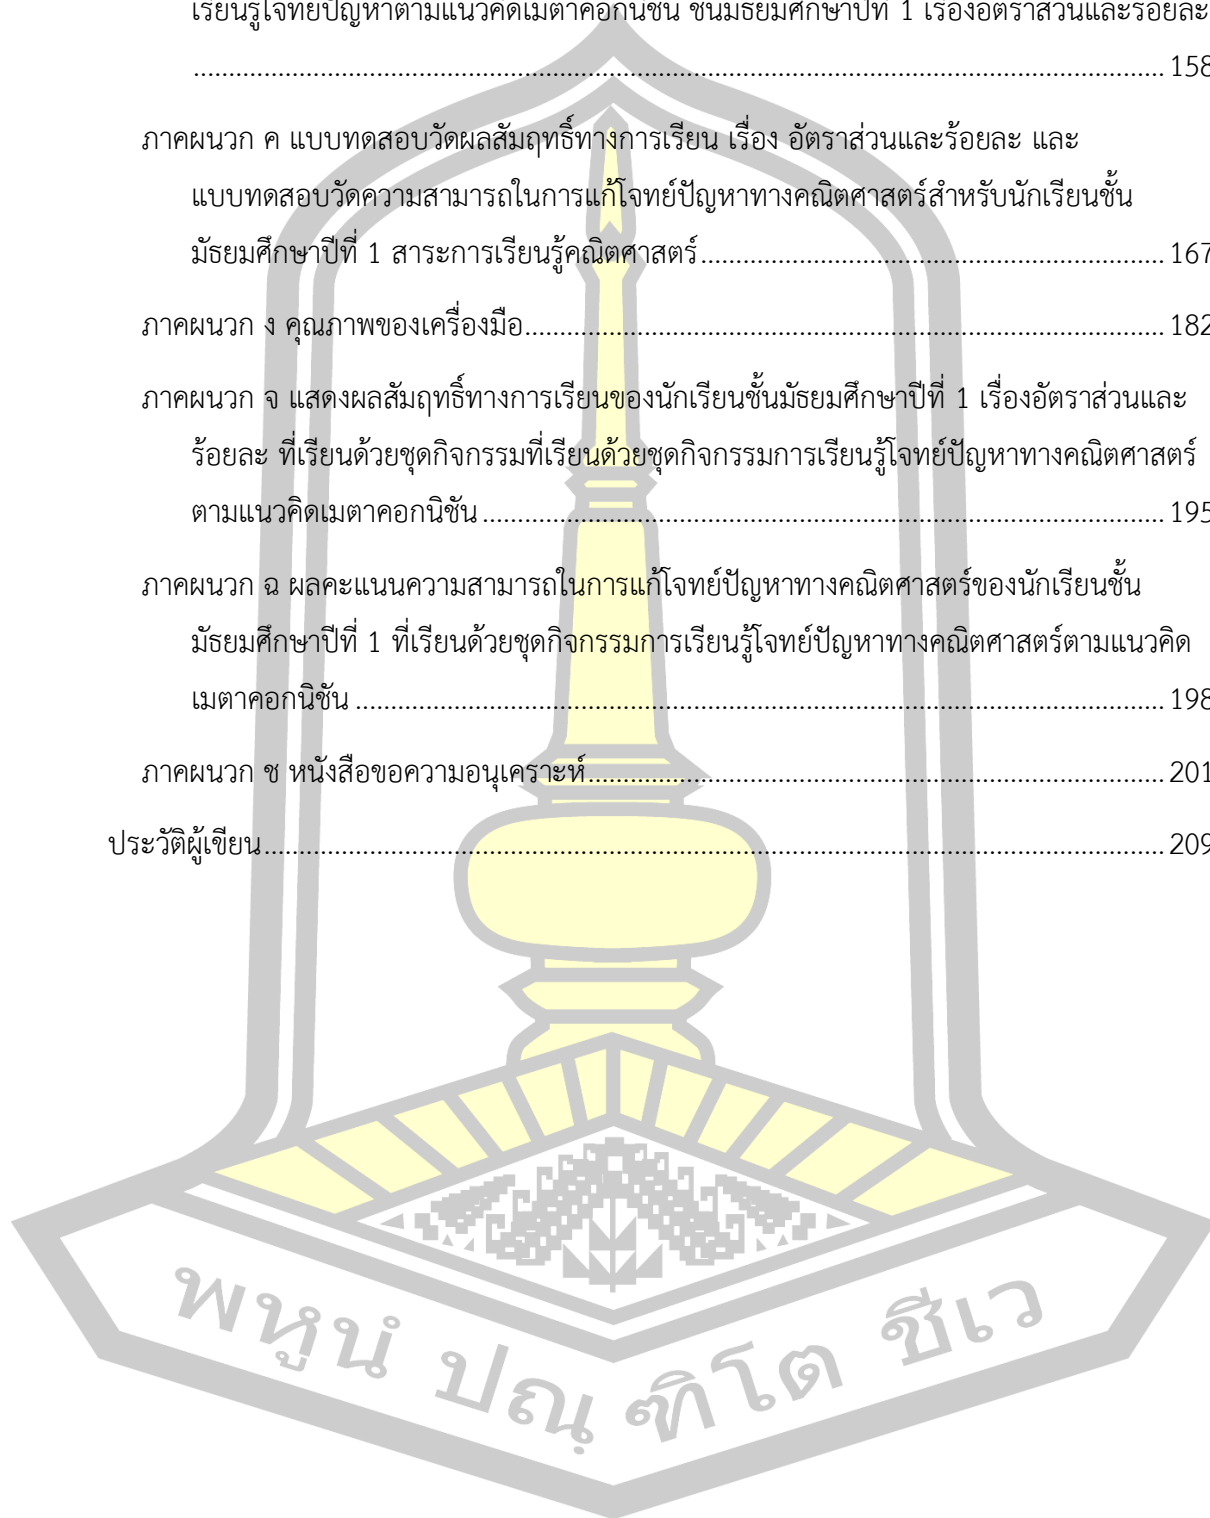 เรียนรู้โจทย์ปัญหาตามแนวคิดเมตาคอกนิชัน ชั้นมัธยมศึกษาปีที่ 1 เรื่องอัตราส่วนและร้อยละ
........................................................................................................................................ 158
ภาคผนวก ค แบบทดสอบวัดผลสัมฤทธิ์ทางการเรียน เรื่อง อัตราส่วนและร้อยละ และ
แบบทดสอบวัดความสามารถในการแก้โจทย์ปัญหาทางคณิตศาสตร์สำหรับนักเรียนชั้น
มัธยมศึกษาปีที่ 1 สาระการเรียนรู้คณิตศาสตร์................................................................ 167
ภาคผนวก ง คุณภาพของเครื่องมือ......................................................................................... 182
ภาคผนวก จ แสดงผลสัมฤทธิ์ทางการเรียนของนักเรียนชั้นมัธยมศึกษาปีที่ 1 เรื่องอัตราส่วนและ
ร้อยละ ที่เรียนด้วยชุดกิจกรรมที่เรียนด้วยชุดกิจกรรมการเรียนรู้โจทย์ปัญหาทางคณิตศาสตร์
ตามแนวคิดเมตาคอกนิชัน ............................................................................................... 195
ภาคผนวก ฉ ผลคะแนนความสามารถในการแก้โจทย์ปัญหาทางคณิตศาสตร์ของนักเรียนชั้น
มัธยมศึกษาปีที่ 1 ที่เรียนด้วยชุดกิจกรรมการเรียนรู้โจทย์ปัญหาทางคณิตศาสตร์ตามแนวคิด
เมตาคอกนิชัน ................................................................................................................. 198
ภาคผนวก ช หนังสือขอความอนุเคราะห์................................................................................ 201
ประวัติผู้เขียน.............................................................................................................................. 209
พหูนํ ปณฺ ฑิโต ชีเว